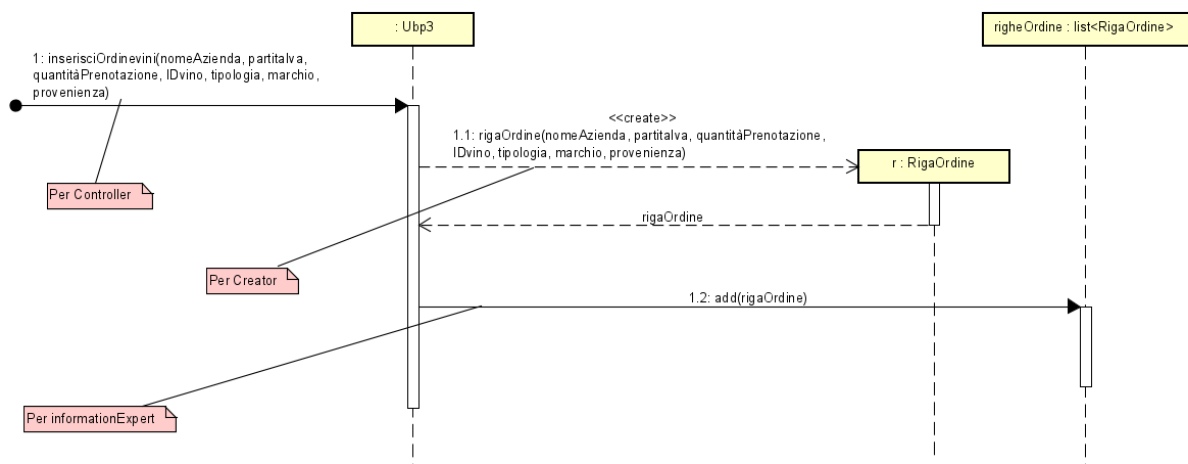 : Ubp3
righeOrdine : list<RigaOrdine>
1: inserisciOrdinevini(nomeAzienda, partitaIva,
quantitàPrenotazione, IDvino, tipologia, marchio,
provenienza)
<<create>>
1.1: rigaOrdine(nomeAzienda, partitaIva, quantitàPrenotazione,
IDvino, tipologia, marchio, provenienza)
r : RigaOrdine
Per Controller
rigaOrdine
Per Creator
1.2: add(rigaOrdine)
Per informationExpert